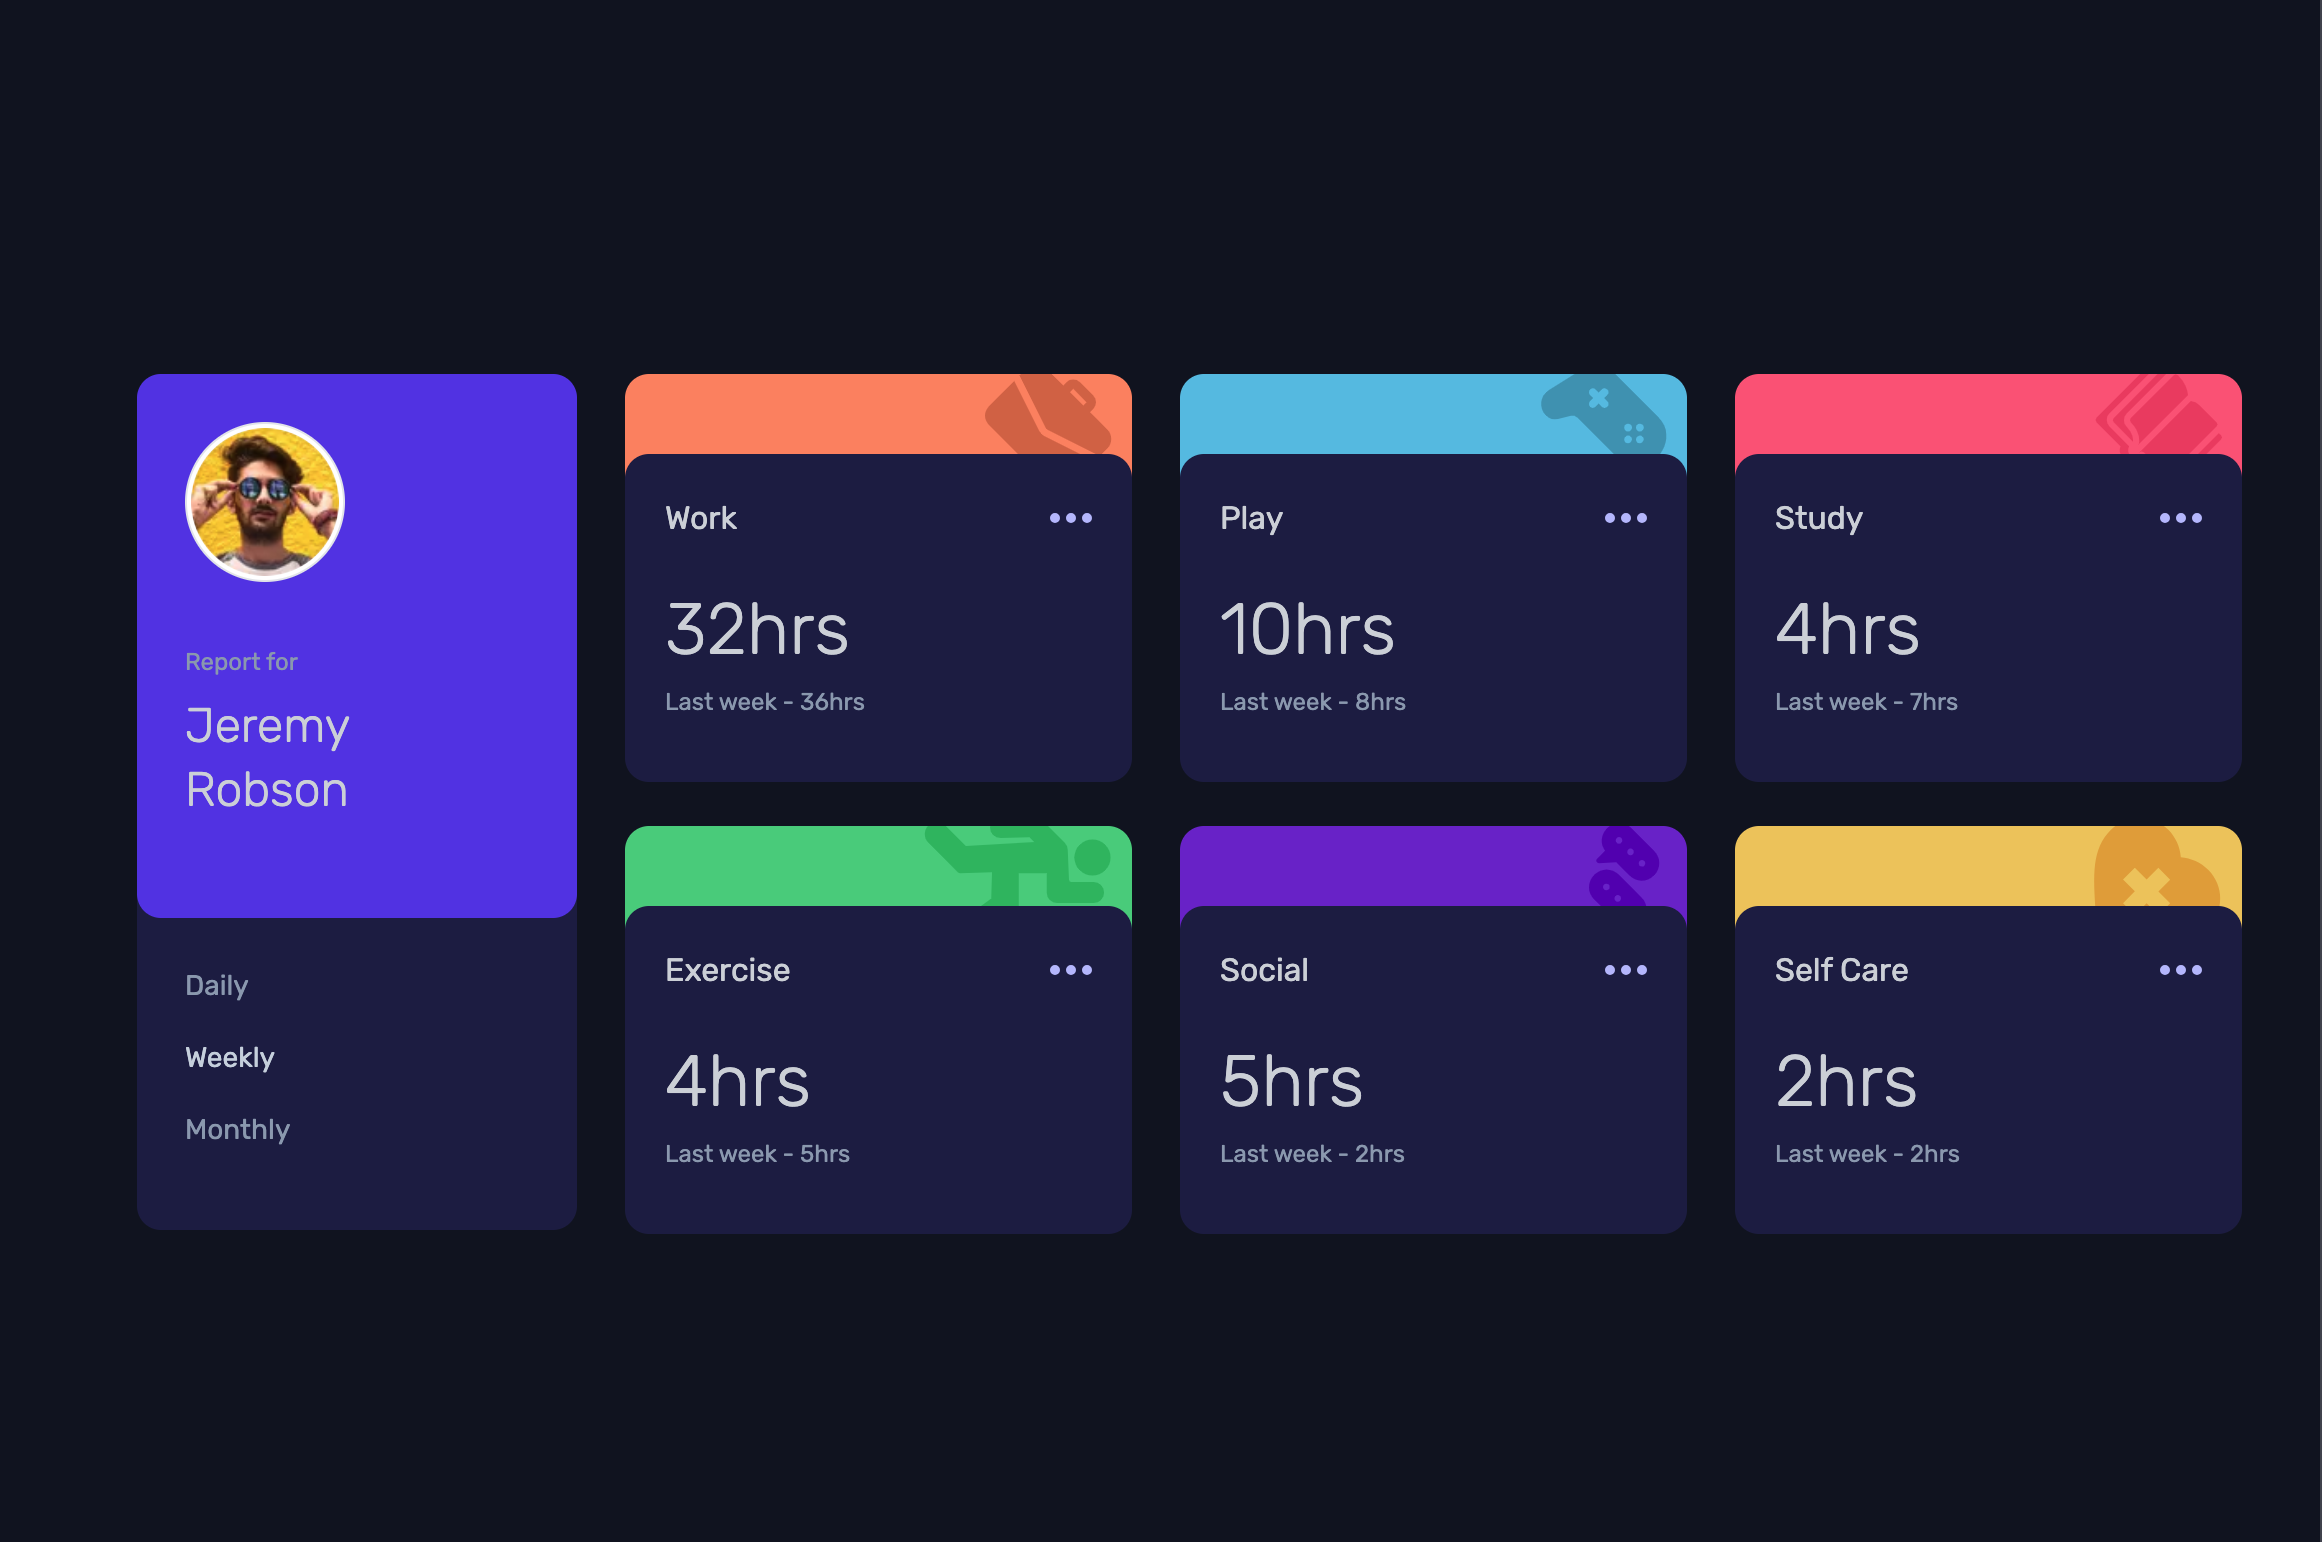 Report for
Jeremy
Robson
Daily
Weekly
Monthly
Work
32hrs
Last week - 36hrs
Play
10hrs
Last week - 8hrs
Study
4hrs
Last week - 7hrs
Exercise
4hrs
Last week - 5hrs
Social
5hrs
Last week - 2hrs
Self Care
2hrs
Last week - 2hrs